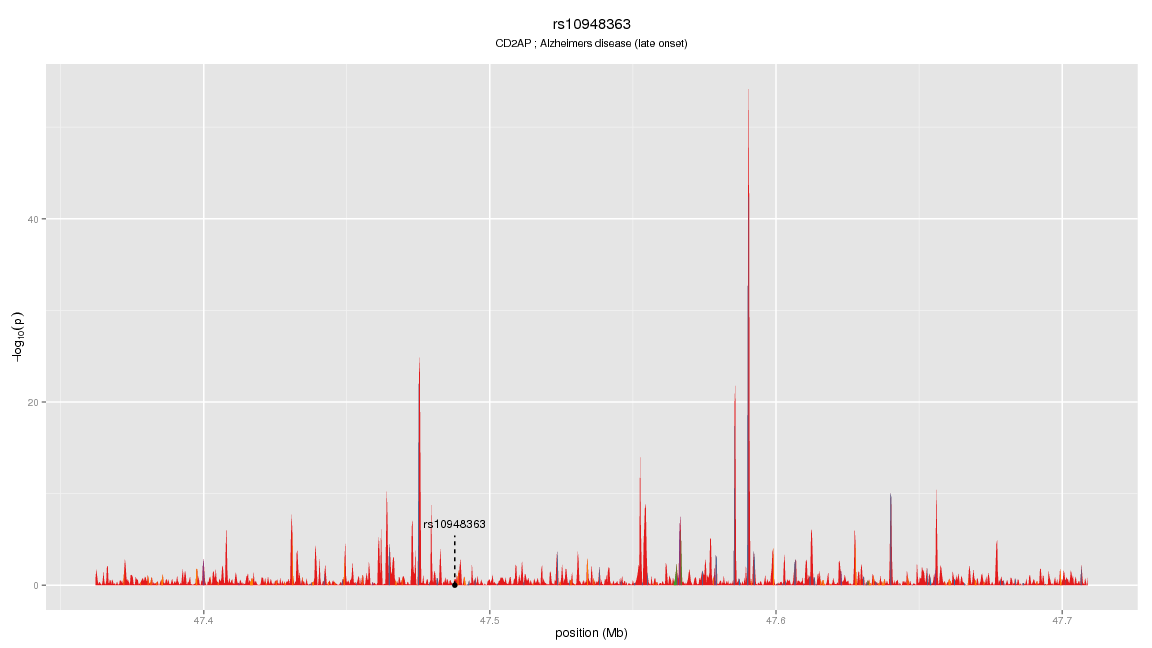 rs10948363
CD2AP ; Alzheimers disease (late onset)
−log10(p)
40
20
0
rs10948363
47.4 47.5 47.6 47.7
position (Mb)